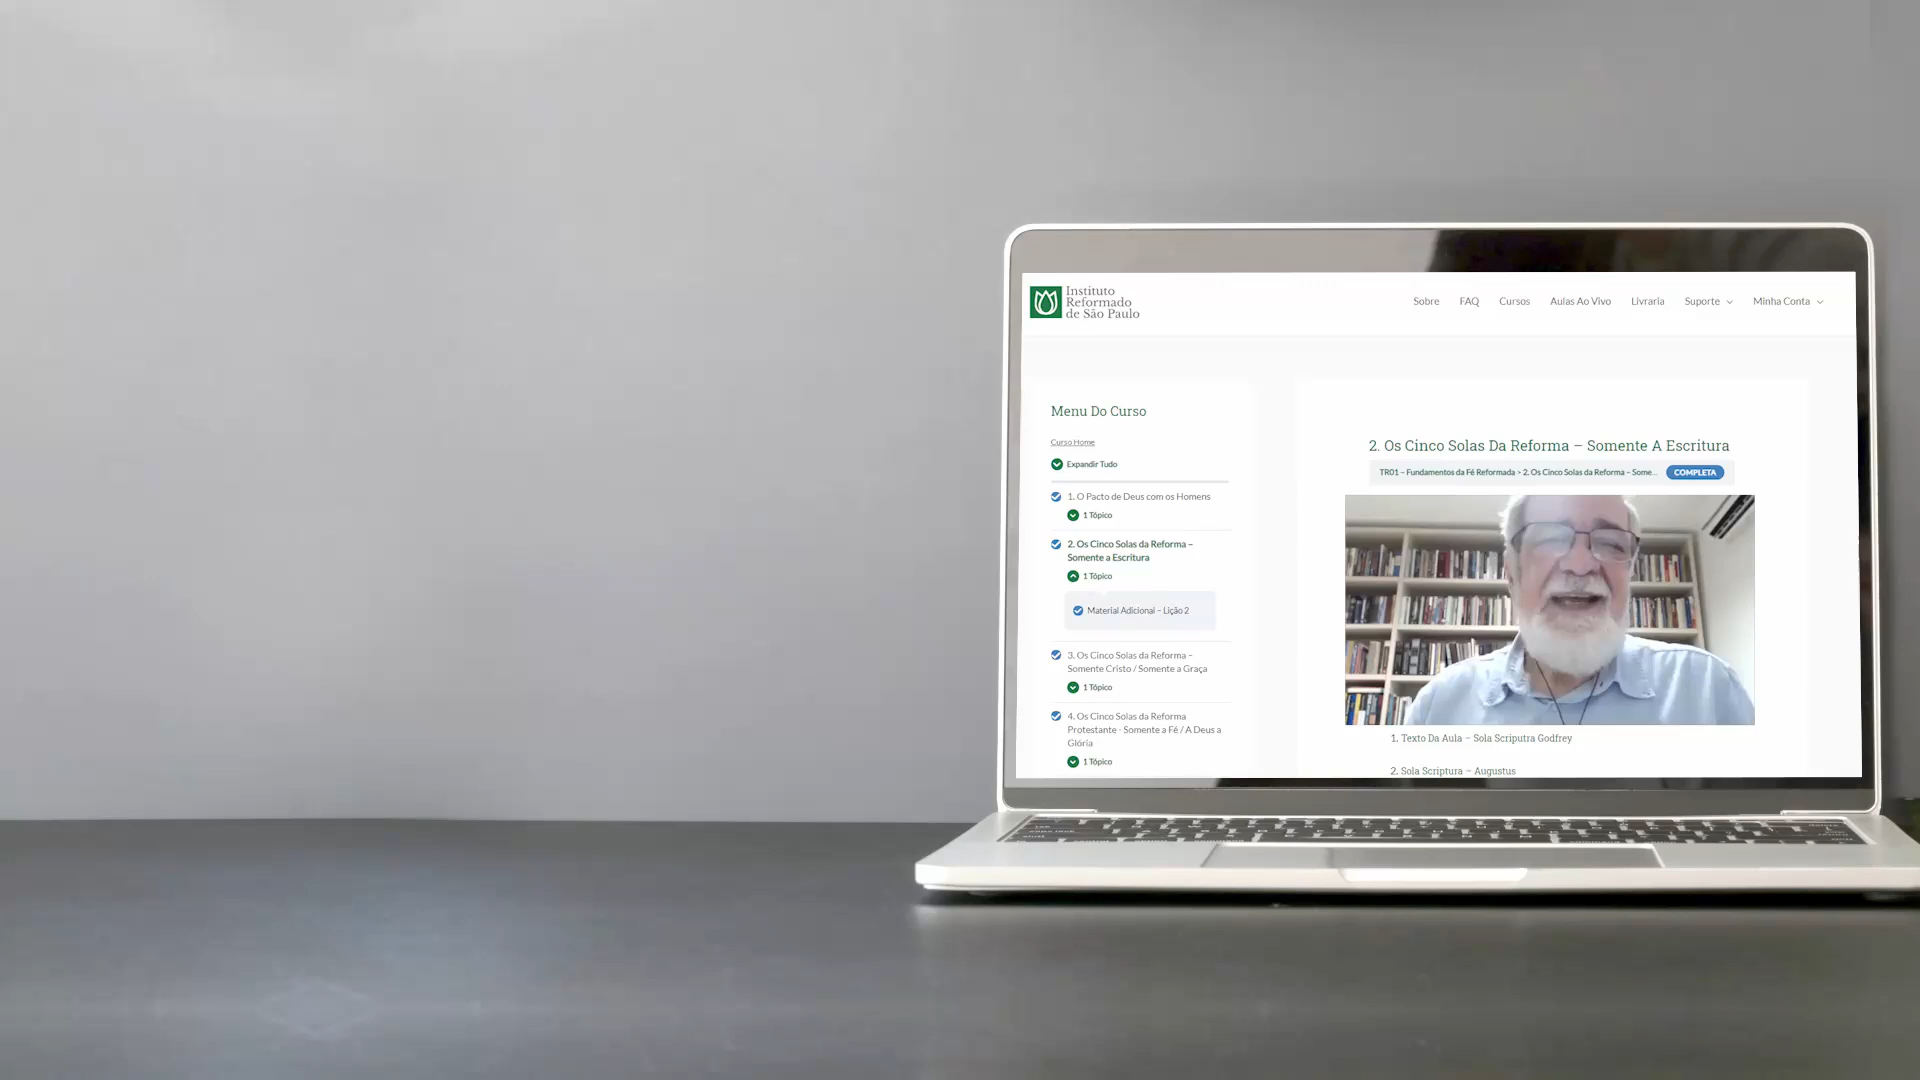 Instituto
Reformado
de São Paulo
Sobre
FAQ
Cursos
Aulas Ao Vivo
Livraria
Suporte
Minha Conta
Menu Do Curso
Curso Home
Expandir Tudo
1. O Pacto de Deus com os Homens
1 Tópico
2. Os Cinco Solas da Reforma –
Somente a Escritura
1 Tópico
Material Adicional – Lição 2
3. Os Cinco Solas da Reforma –
Somente Cristo / Somente a Graça
1 Tópico
4. Os Cinco Solas da Reforma
Protestante - Somente a Fé / A Deus a
Glória
1 Tópico
2. Os Cinco Solas Da Reforma – Somente A Escritura
TR01 – Fundamentos da Fé Reformada > 2. Os Cinco Solas da Reforma – Some...
COMPLETA
1. Texto Da Aula – Sola Scriputra Godfrey
2. Sola Scriptura – Augustus